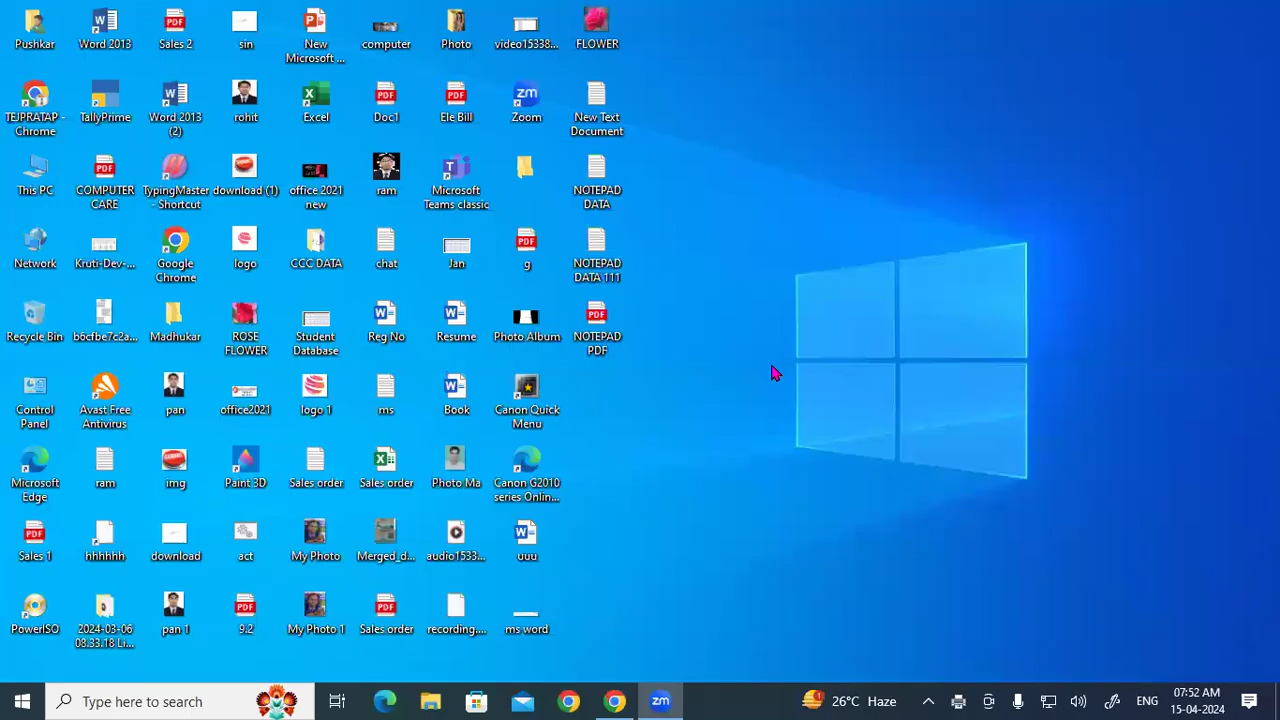 Pushkar
Word 2013
Sales 2
sin
New
Microsoft ...
computer
Photo
video15338...
FLOWER
TEJPRATAP -
Chrome
TallyPrime
Word 2013
(2)
rohit
Excel
Doc1
Ele Bill
Zoom
New Text
Document
This PC
COMPUTER
CARE
TypingMaster
- Shortcut
download (1)
office 2021
new
ram
Microsoft
Teams classic
NOTEPAD
DATA
Network
Kruti-Dev-...
Google
Chrome
logo
CCC DATA
chat
Jan
g
NOTEPAD
DATA 111
Recycle Bin
b6cfbe7c2a...
Madhukar
ROSE
FLOWER
Student
Database
Reg No
Resume
Photo Album
NOTEPAD
PDF
Control
Panel
Avast Free
Antivirus
pan
office2021
logo 1
ms
Book
Canon Quick
Menu
Microsoft
Edge
ram
img
Paint 3D
Sales order
Sales order
Photo Ma
Canon G2010
series Onlin...
Sales 1
hhhhhh
download
act
My Photo
Merged_d...
audio1533...
uuu
PowerISO
2024-03-06
08.33.18 Li...
pan 1
9.2
My Photo 1
Sales order
recording....
ms word
Type here to search
zm
26°C Haze
ENG
07:52 AM
15-04-2024